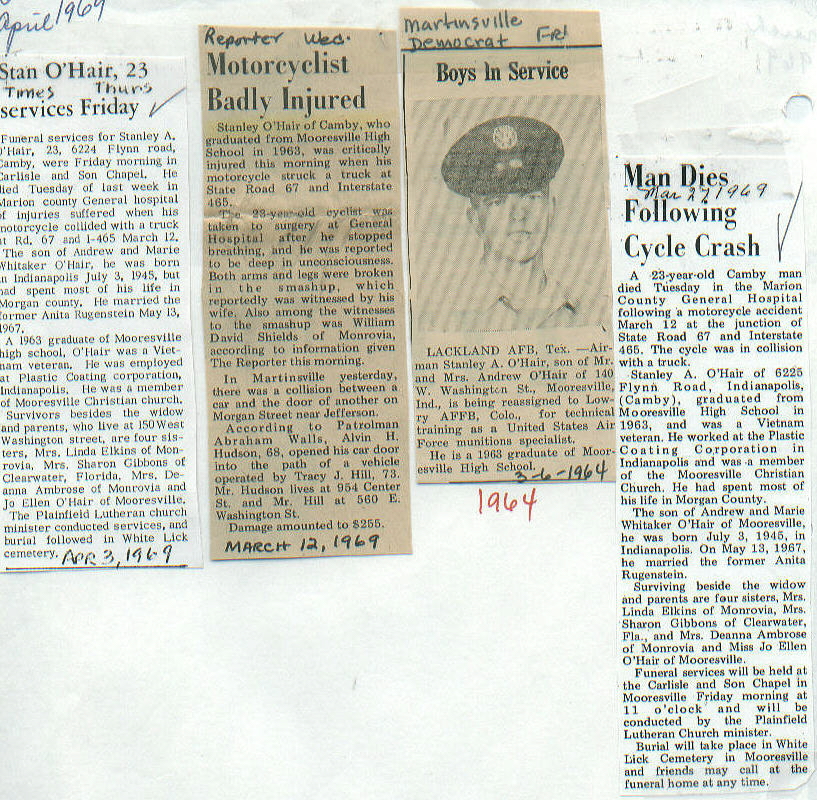 April 1969
Stan O'Hair, 23
Times Thurs
services Friday
Funeral services for Stanley A.
O'Hair, 23, 6224 Flynn road,
Camby, were Friday morning in
Carlisle and Son Chapel. He
died Tuesday of last week in
Marion county General hospital
of injuries suffered when his
motorcycle collided with a truck
at Rd. 67 and I-465 March 12.
The son of Andrew and Marie
Whitaker O'Hair, he was born
in Indianapolis July 3, 1945, but
had spent most of his life in
Morgan county. He married the
former Anita Rugenstein May 13,
1967.
A 1963 graduate of Mooresville
high school, O'Hair was a Viet-
nam veteran. He was employed
at Plastic Coating corporation,
Indianapolis. He was a member
of Mooresville Christian church.
Survivors besides the widow
and parents, who live at 150 West
Washington street, are four sis-
ters, Mrs. Linda Elkins of Mon-
rovia, Mrs. Sharon Gibbons of
Clearwater, Florida, Mrs. De-
anna Ambrose of Monrovia and
Jo Ellen O'Hair of Mooresville.
The Plainfield Lutheran church
minister conducted services, and
burial followed in White Lick
cemetery.
APR 3, 1969
Reporter Wed.
Motorcyclist
Badly Injured
Stanley O'Hair of Camby, who
graduated from Mooresville High
School in 1963, was critically
injured this morning when his
motorcycle struck a truck at
State Road 67 and Interstate
465.
The 23-year-old cyclist was
taken to surgery at General
Hospital after he stopped
breathing, and he was reported
to be deep in unconsciousness.
Both arms and legs were broken
in the smashup, which
reportedly was witnessed by his
wife. Also among the witnesses
to the smashup was William
David Shields of Monrovia,
according to information given
The Reporter this morning.
In Martinsville yesterday,
there was a collision between a
car and the door of another on
Morgan Street near Jefferson.
According to Patrolman
Abraham Walls, Alvin H.
Hudson, 68, opened his car door
into the path of a vehicle
operated by Tracy J. Hill, 73.
Mr. Hudson lives at 954 Center
St. and Mr. Hill at 560 E.
Washington St.
Damage amounted to $255.
MARCH 12, 1969
Martinsville
Democrat Fri
Boys In Service
LACKLAND AFB, Tex. —Air-
man Stanley A. O'Hair, son of Mr.
and Mrs. Andrew O'Hair of 140
W. Washington St., Mooresville,
Ind., is being reassigned to Low-
ry AFFB, Colo., for technical
training as a United States Air
Force munitions specialist.
He is a 1963 graduate of Moor-
esville High School.
3-6-1964
1964
Man Dies
Mar 27, 1969
Following
Cycle Crash
A 23-year-old Camby man
died Tuesday in the Marion
County General Hospital
following a motorcycle accident
March 12 at the junction of
State Road 67 and Interstate
465. The cycle was in collision
with a truck.
Stanley A. O'Hair of 6225
Flynn Road, Indianapolis,
(Camby), graduated from
Mooresville High School in
1963, and was a Vietnam
veteran. He worked at the Plastic
Coating Corporation in
Indianapolis and was a member
of the Mooresville Christian
Church. He had spent most of
his life in Morgan County.
The son of Andrew and Marie
Whitaker O'Hair of Mooresville,
he was born July 3, 1945, in
Indianapolis. On May 13, 1967,
he married the former Anita
Rugenstein.
Surviving beside the widow
and parents are four sisters, Mrs.
Linda Elkins of Monrovia, Mrs.
Sharon Gibbons of Clearwater,
Fla., and Mrs. Deanna Ambrose
of Monrovia and Miss Jo Ellen
O'Hair of Mooresville.
Funeral services will be held at
the Carlisle and Son Chapel in
Mooresville Friday morning at
11 o'clock and will be
conducted by the Plainfield
Lutheran Church minister.
Burial will take place in White
Lick Cemetery in Mooresville
and friends may call at the
funeral home at any time.